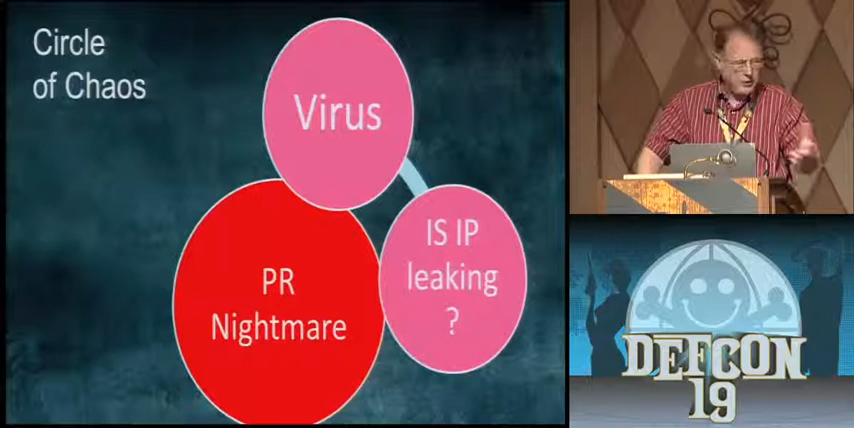 Circle
of Chaos
Virus
IS IP
leaking
?
PR
Nightmare
DEFCON
19